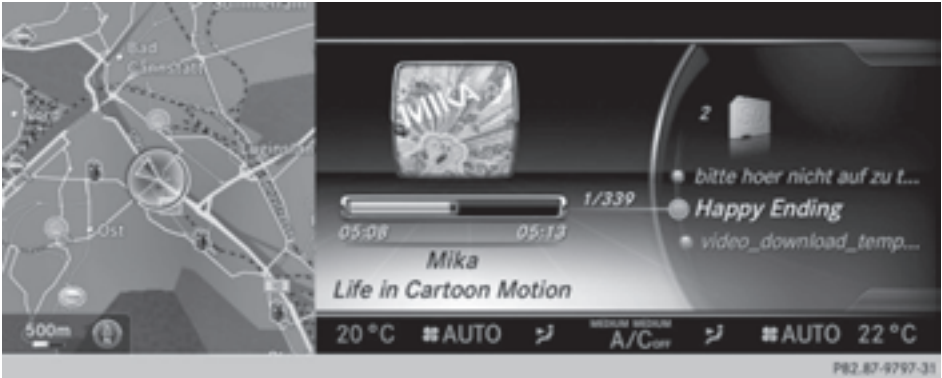 Bad
Cannstatt
Ost
500m
MIKA
05:08
05:13
1/339
Mika
Life in Cartoon Motion
2
bitte hoer nicht auf zu t...
Happy Ending
video_download_temp...
20 °C
AUTO
MEDIUM MEDIUM
A/C OFF
AUTO
22 °C
P82.87-9797-31